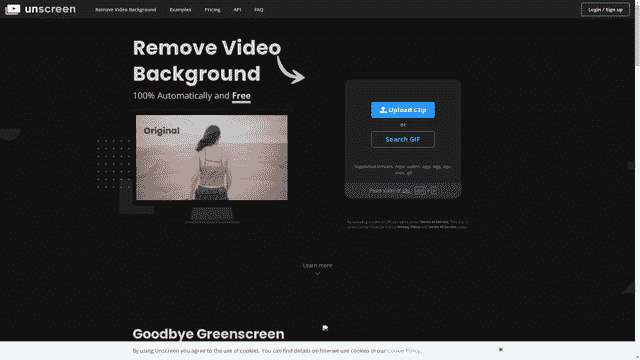 unscreen
Remove Video Background
Examples
Pricing
API
FAQ
Login / Sign up
Remove Video
Background
100% Automatically and Free
Original
Upload Clip
or
Search GIF
Learn more
Goodbye Greenscreen
By using Unscreen you agree to the use of cookies. You can find details on how we use cookies in our Cookie Policy.